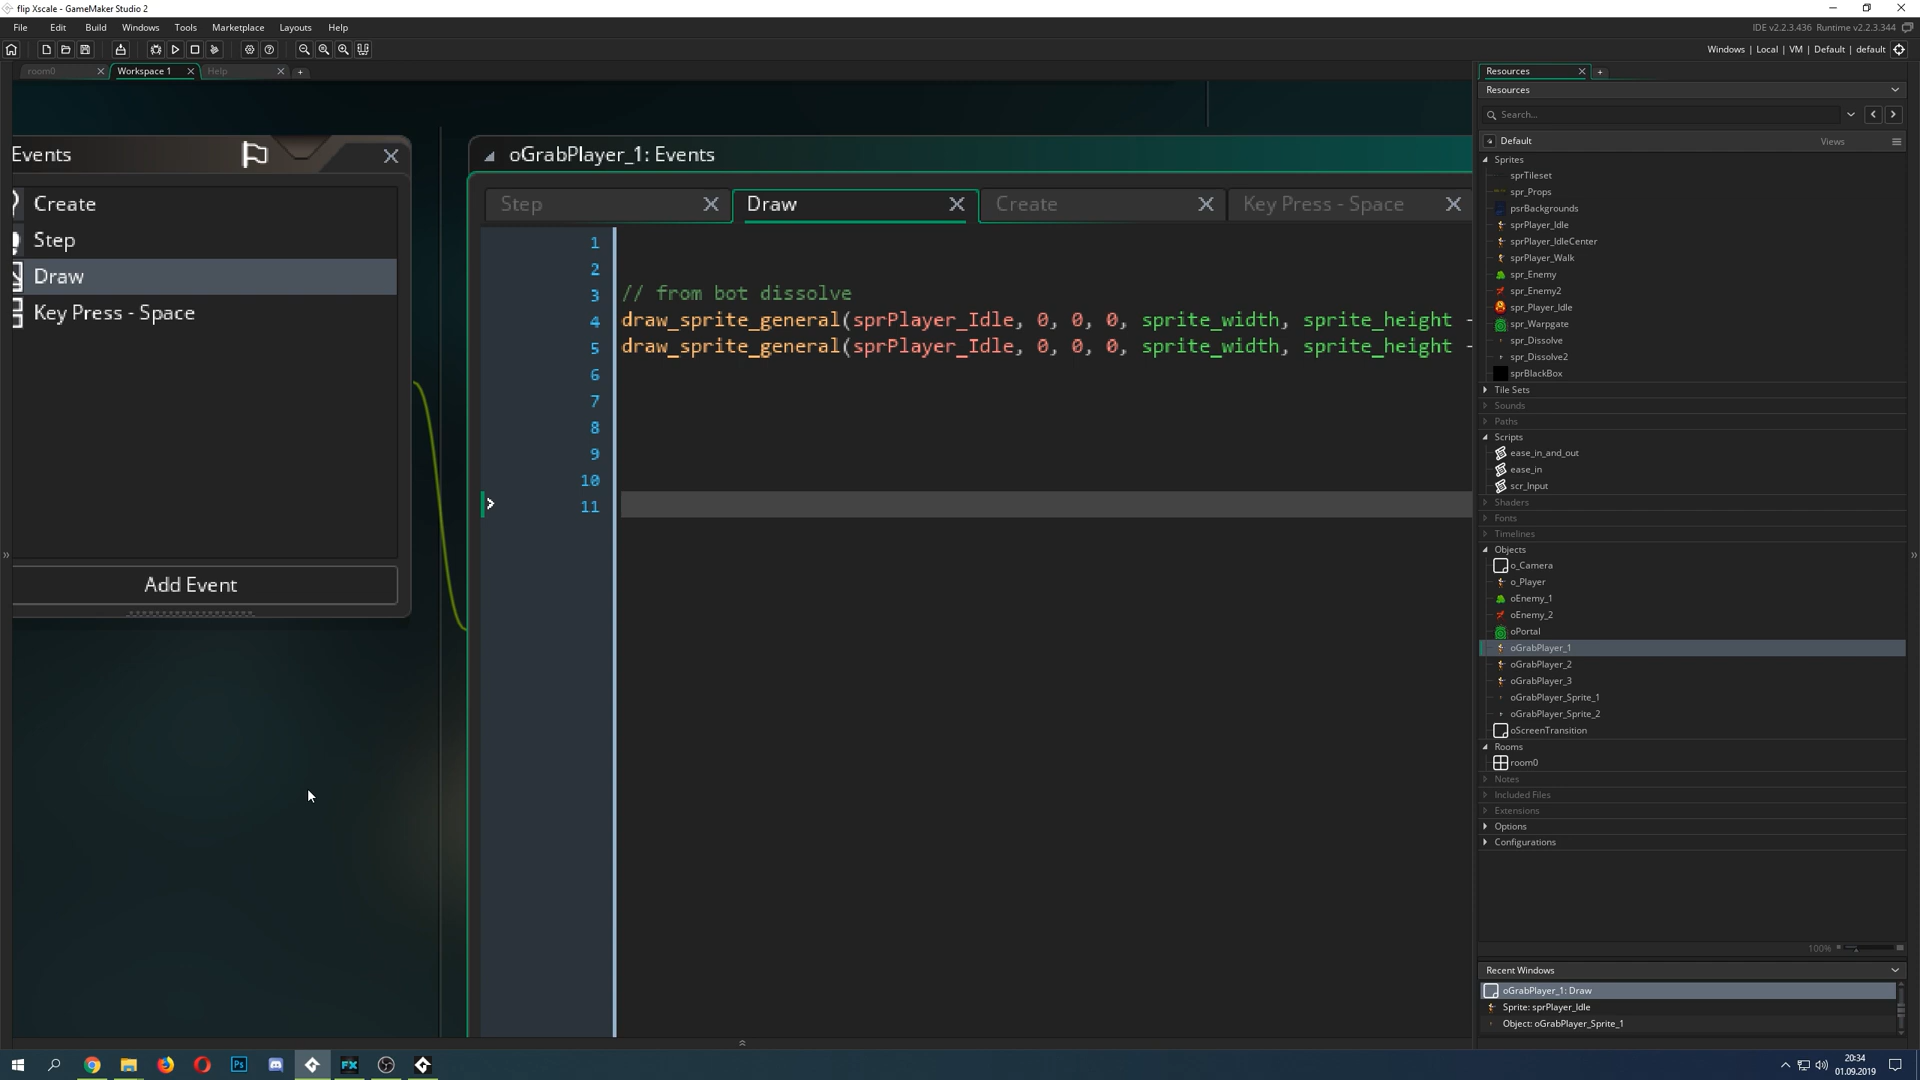 flip Xscale - GameMaker Studio 2
File Edit Build Windows Tools Marketplace Layouts Help
IDE v2.2.3.436 Runtime v2.2.3.344
Windows | Local | VM | Default | default
room0
Workspace 1
Help
Events
Create
Step
Draw
Key Press - Space
Add Event
oGrabPlayer_1: Events
Step
Draw
Create
Key Press - Space
1
2
3 // from bot dissolve
4 draw_sprite_general(sprPlayer_Idle, 0, 0, 0, sprite_width, sprite_height -
5 draw_sprite_general(sprPlayer_Idle, 0, 0, 0, sprite_width, sprite_height -
6
7
8
9
10
11
Resources
Resources
Search...
Default
Views
Sprites
sprTileset
spr_Props
psrBackgrounds
sprPlayer_Idle
sprPlayer_IdleCenter
sprPlayer_Walk
spr_Enemy
spr_Enemy2
spr_Player_Idle
spr_Warpgate
spr_Dissolve
spr_Dissolve2
sprBlackBox
Tile Sets
Sounds
Paths
Scripts
ease_in_and_out
ease_in
scr_Input
Shaders
Fonts
Timelines
Objects
o_Camera
o_Player
oEnemy_1
oEnemy_2
oPortal
oGrabPlayer_1
oGrabPlayer_2
oGrabPlayer_3
oGrabPlayer_Sprite_1
oGrabPlayer_Sprite_2
oScreenTransition
Rooms
room0
Notes
Included Files
Extensions
Options
Configurations
100%
Recent Windows
oGrabPlayer_1: Draw
Sprite: sprPlayer_Idle
Object: oGrabPlayer_Sprite_1
Ps
FX
20:34
01.09.2019